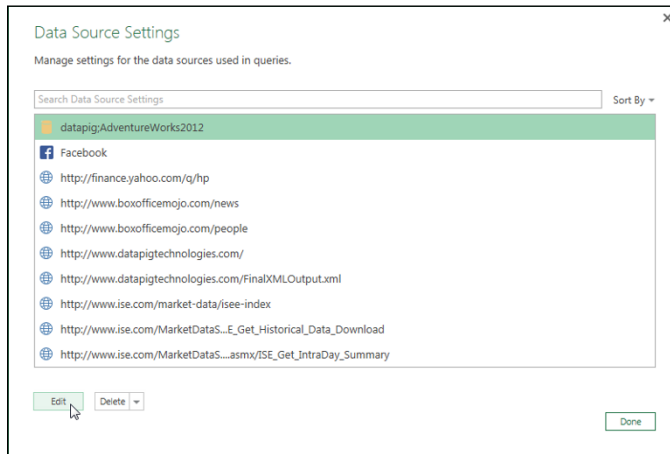 Data Source Settings
Manage settings for the data sources used in queries.
Search Data Source Settings
Sort By
datapig;AdventureWorks2012
Facebook
http://finance.yahoo.com/q/hp
http://www.boxofficemojo.com/news
http://www.boxofficemojo.com/people
http://www.datapigtechnologies.com/
http://www.datapigtechnologies.com/FinalXMLOutput.xml
http://www.ise.com/market-data/isee-index
http://www.ise.com/MarketDataS...E_Get_Historical_Data_Download
http://www.ise.com/MarketDataS....asmx/ISE_Get_IntraDay_Summary
Edit Delete
Done